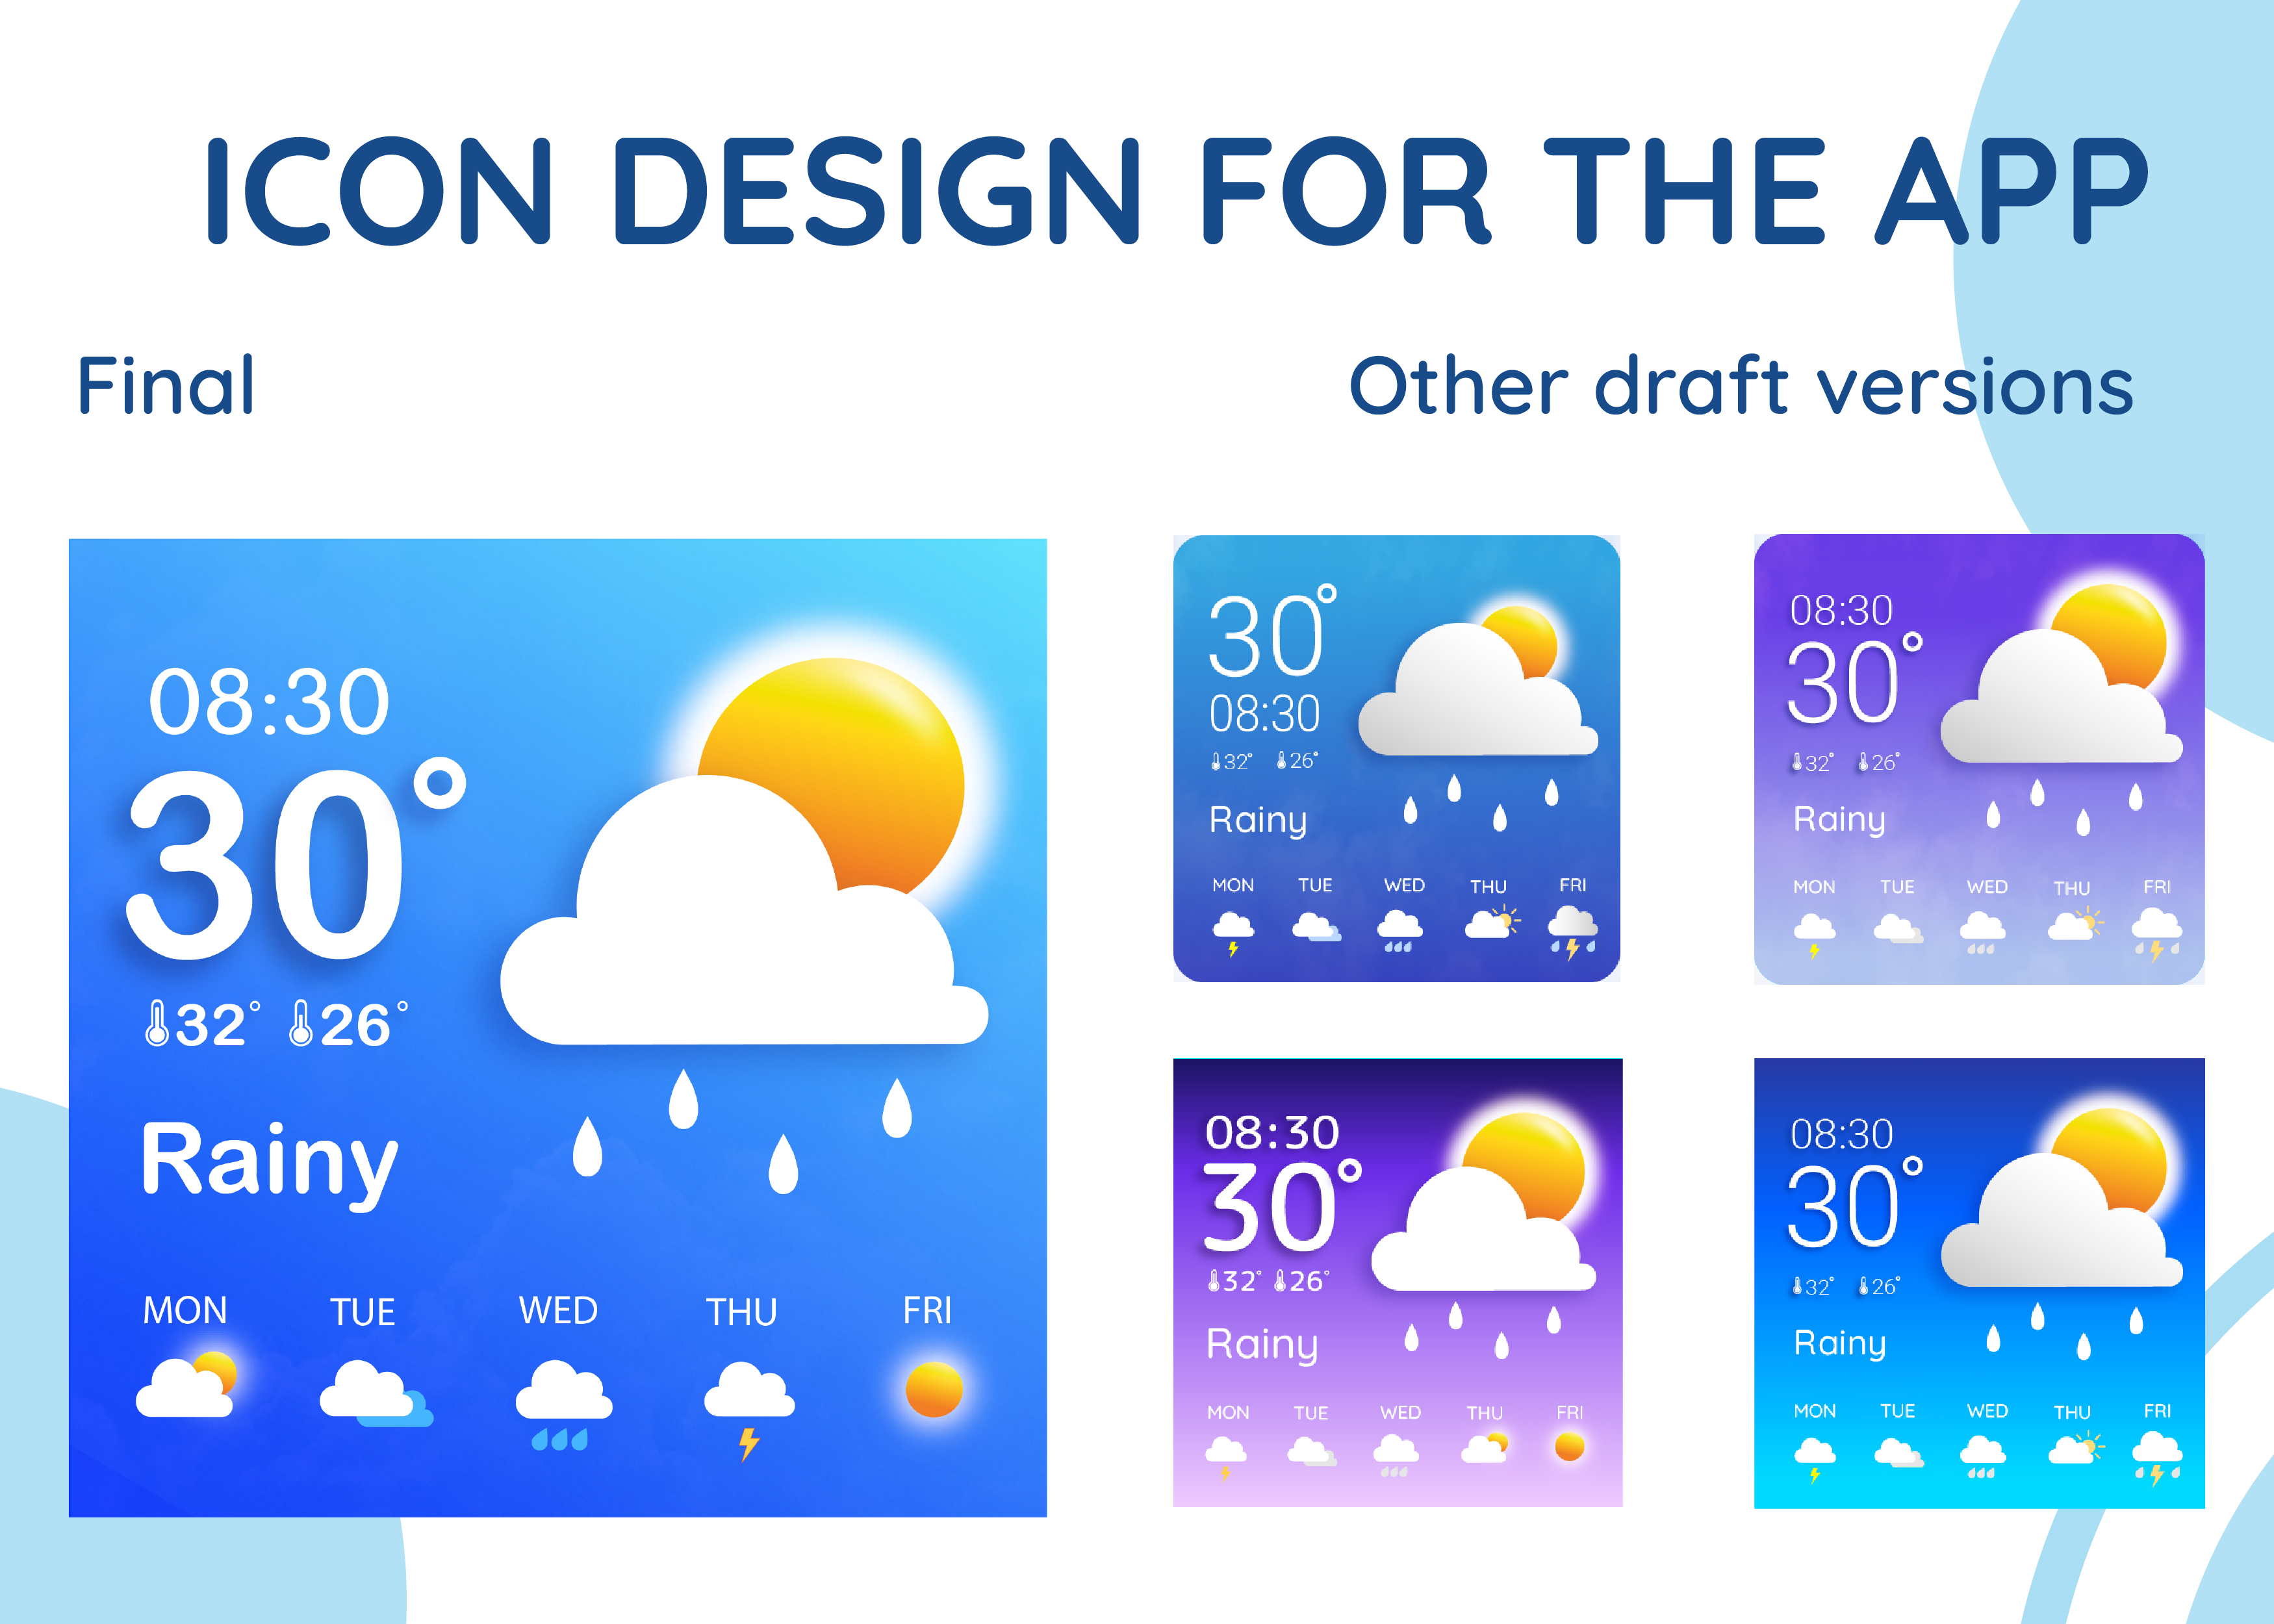 ICON DESIGN FOR THE APP
Final
Other draft versions
08:30
30°
32° 26°
Rainy
MON TUE WED THU FRI
30°
08:30
32° 26°
Rainy
MON TUE WED THU FRI
08:30
30°
32° 26°
Rainy
MON TUE WED THU FRI
08:30
30°
32° 26°
Rainy
MON TUE WED THU FRI
08:30
30°
32° 26°
Rainy
MON TUE WED THU FRI